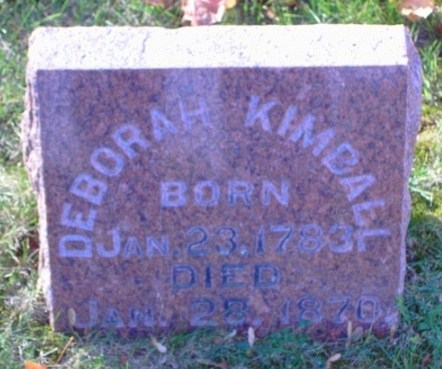 DEBORAH KIMBALL
BORN
JAN. 23, 1783.
DIED
JAN. 28, 1870.